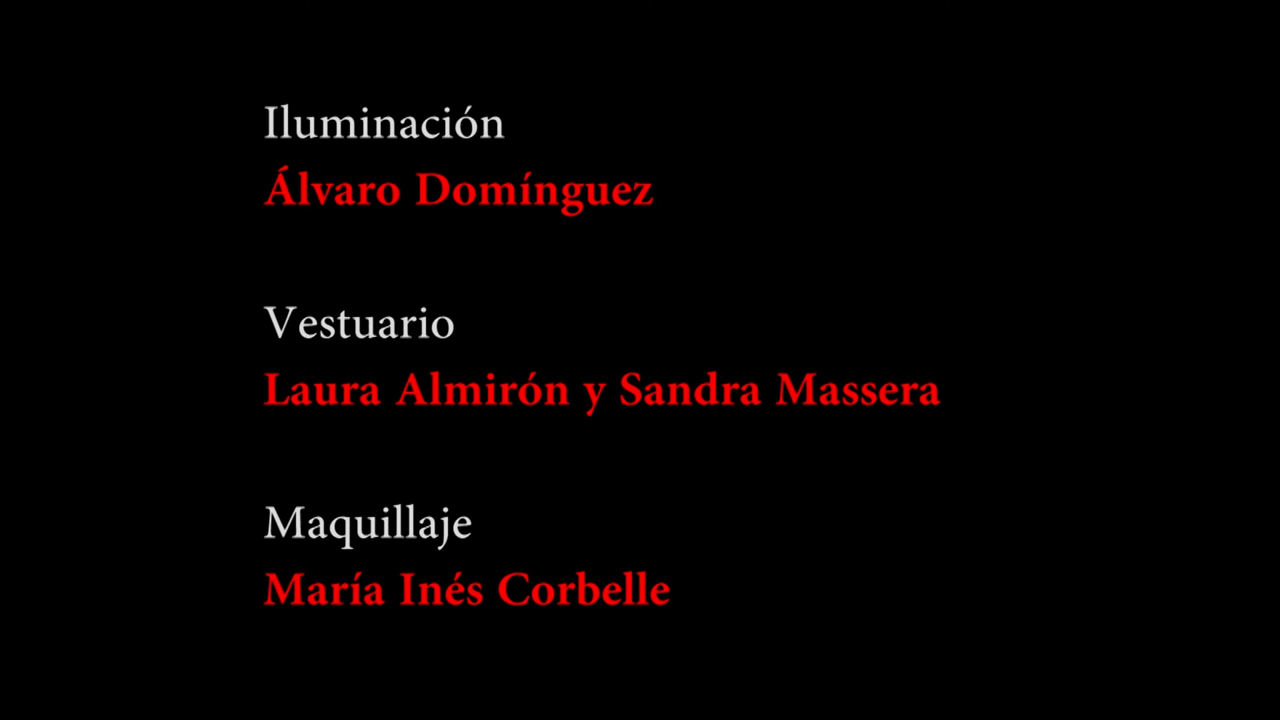 Iluminación
Álvaro Domínguez
Vestuario
Laura Almirón y Sandra Massera
Maquillaje
María Inés Corbelle